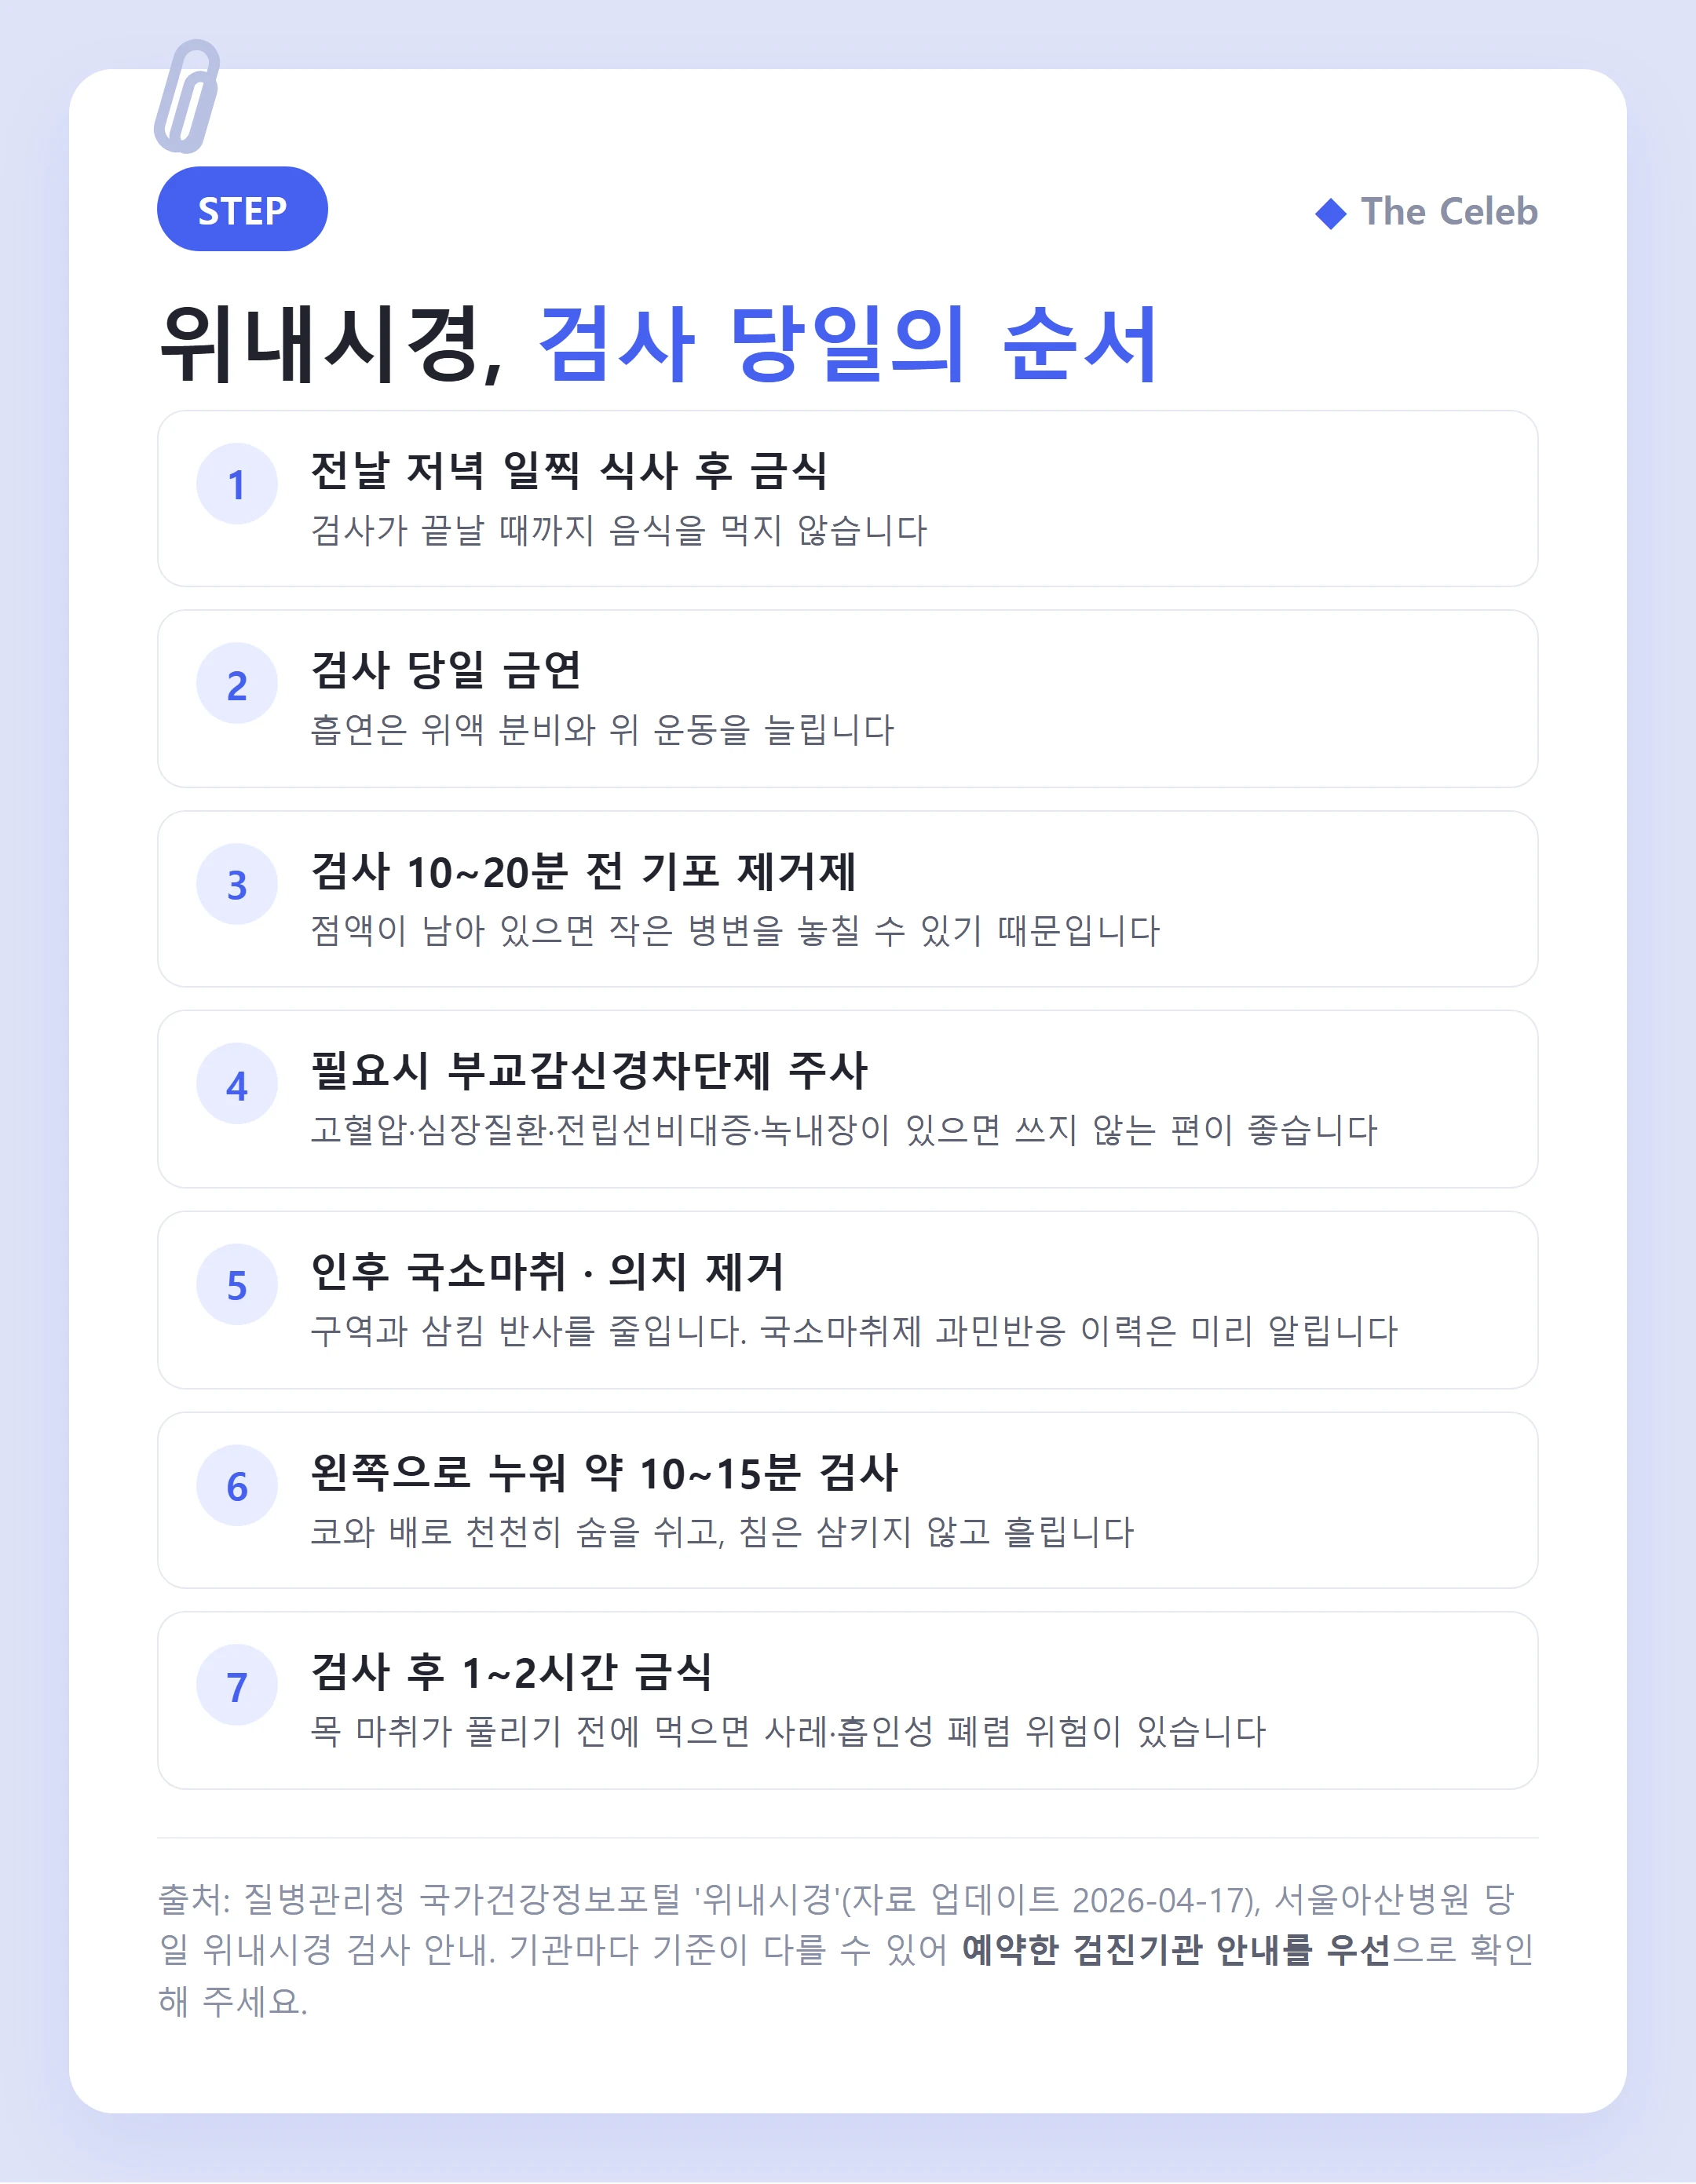 STEP
◆ The Celeb
위내시경, 검사 당일의 순서
1
전날 저녁 일찍 식사 후 금식
검사가 끝날 때까지 음식을 먹지 않습니다
2
검사 당일 금연
흡연은 위액 분비와 위 운동을 늘립니다
3
검사 10~20분 전 기포 제거제
점액이 남아 있으면 작은 병변을 놓칠 수 있기 때문입니다
4
필요시 부교감신경차단제 주사
고혈압·심장질환·전립선비대증·녹내장이 있으면 쓰지 않는 편이 좋습니다
5
인후 국소마취 · 의치 제거
구역과 삼킴 반사를 줄입니다. 국소마취제 과민반응 이력은 미리 알립니다
6
왼쪽으로 누워 약 10~15분 검사
코와 배로 천천히 숨을 쉬고, 침은 삼키지 않고 흘립니다
7
검사 후 1~2시간 금식
목 마취가 풀리기 전에 먹으면 사레·흡인성 폐렴 위험이 있습니다
출처: 질병관리청 국가건강정보포털 '위내시경'(자료 업데이트 2026-04-17), 서울아산병원 당
일 위내시경 검사 안내. 기관마다 기준이 다를 수 있어 예약한 검진기관 안내를 우선으로 확인
해 주세요.